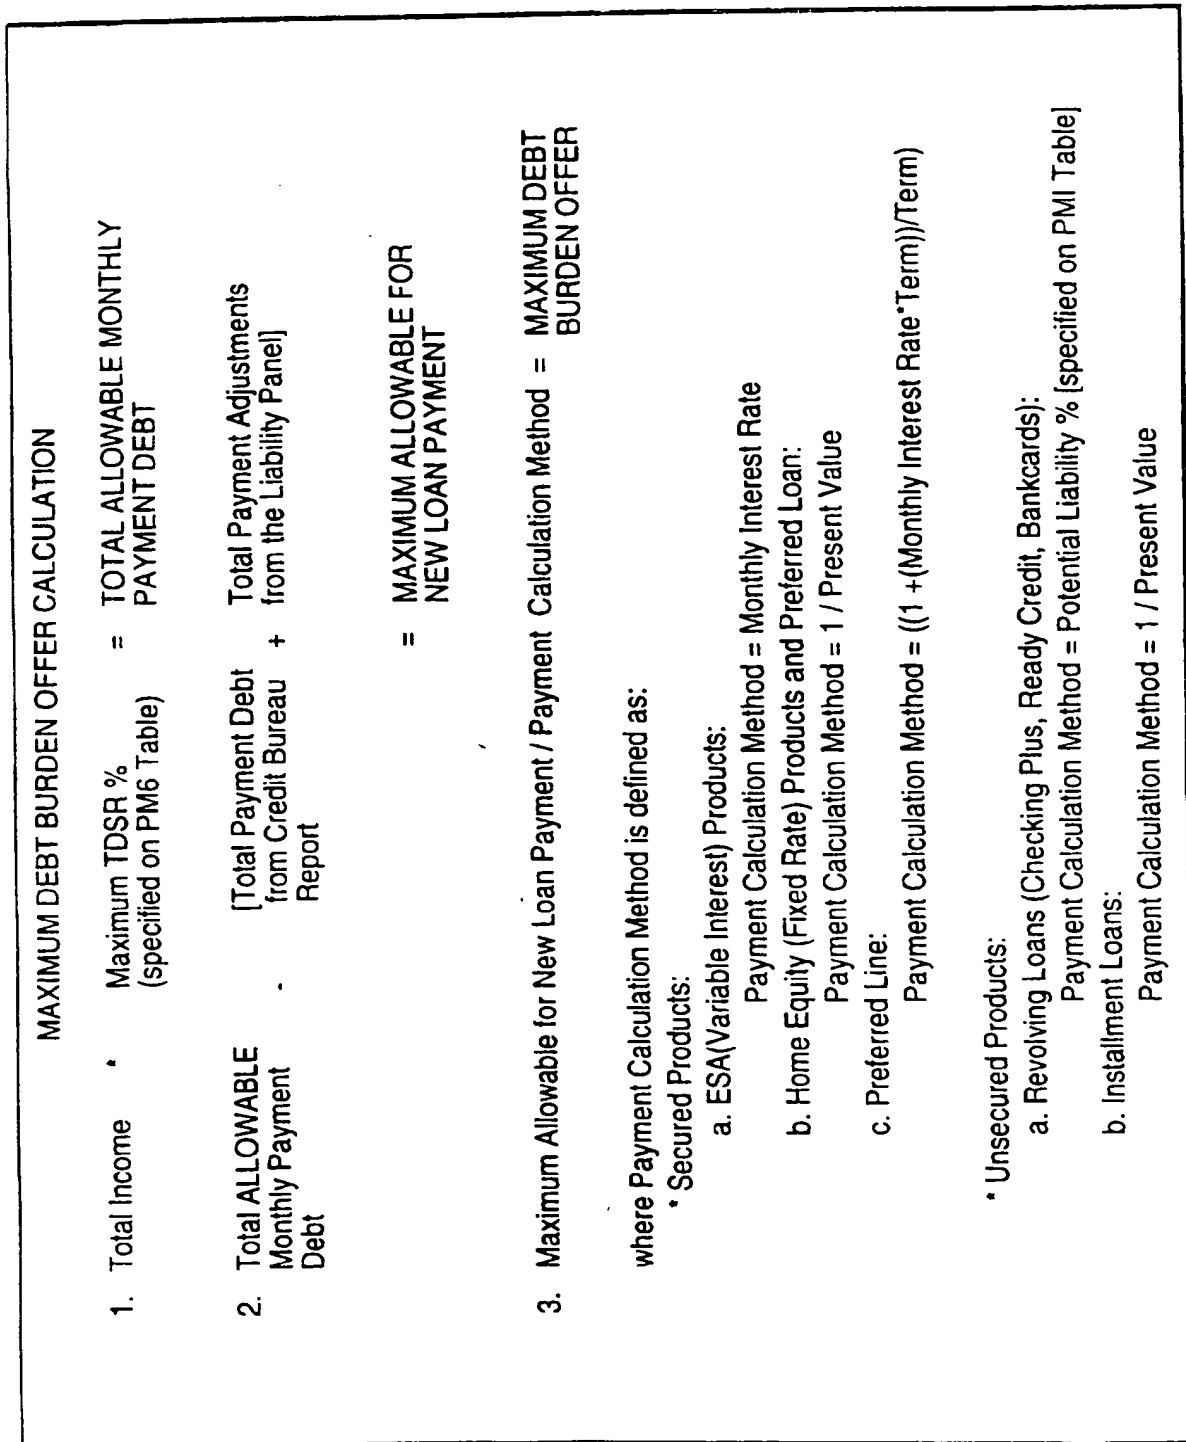 MAXIMUM DEBT BURDEN OFFER CALCULATION
1. Total Income * Maximum TDSR % = TOTAL ALLOWABLE MONTHLY
(specified on PM6 Table) PAYMENT DEBT
2. Total ALLOWABLE - [Total Payment Debt + Total Payment Adjustments
Monthly Payment from Credit Bureau from the Liability Panel]
Debt Report
= MAXIMUM ALLOWABLE FOR
NEW LOAN PAYMENT
3. Maximum Allowable for New Loan Payment / Payment Calculation Method = MAXIMUM DEBT
BURDEN OFFER
where Payment Calculation Method is defined as:
* Secured Products:
a. ESA(Variable Interest) Products:
Payment Calculation Method = Monthly Interest Rate
b. Home Equity (Fixed Rate) Products and Preferred Loan:
Payment Calculation Method = 1 / Present Value
c. Preferred Line:
Payment Calculation Method = ((1 +(Monthly Interest Rate*Term))/Term)
* Unsecured Products:
a. Revolving Loans (Checking Plus, Ready Credit, Bankcards):
Payment Calculation Method = Potential Liability % [specified on PMI Table]
b. Installment Loans:
Payment Calculation Method = 1 / Present Value